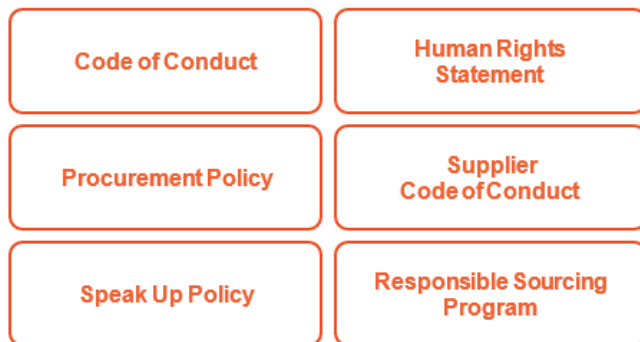 Code of Conduct
Human Rights
Statement
Procurement Policy
Supplier
Code of Conduct
Speak Up Policy
Responsible Sourcing
Program